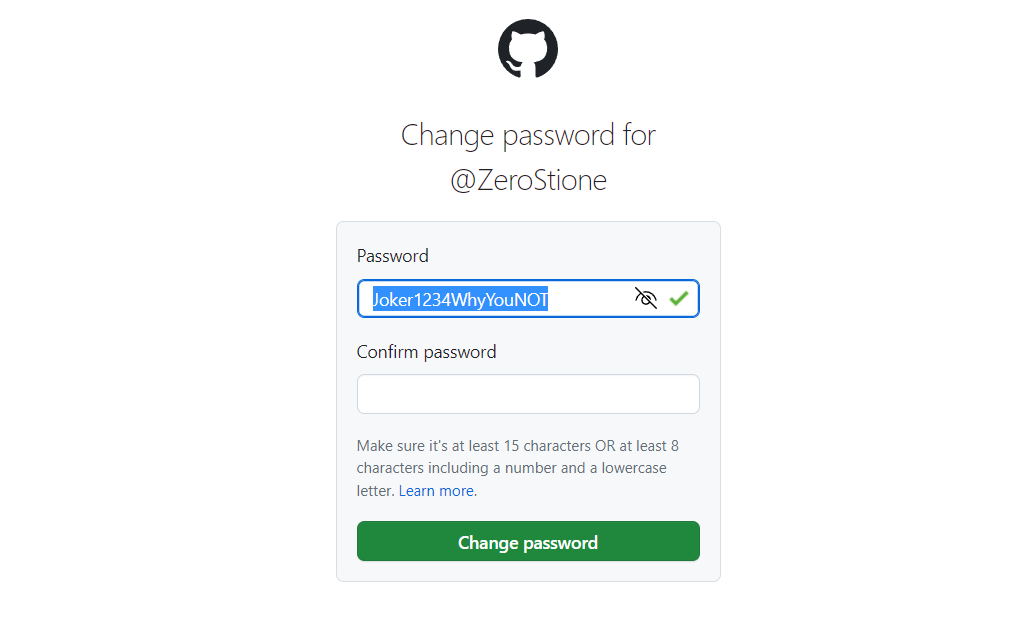 Change password for
@ZeroStione
Password
Joker1234WhyYouNOT
Confirm password
Make sure it's at least 15 characters OR at least 8
characters including a number and a lowercase
letter. Learn more.
Change password